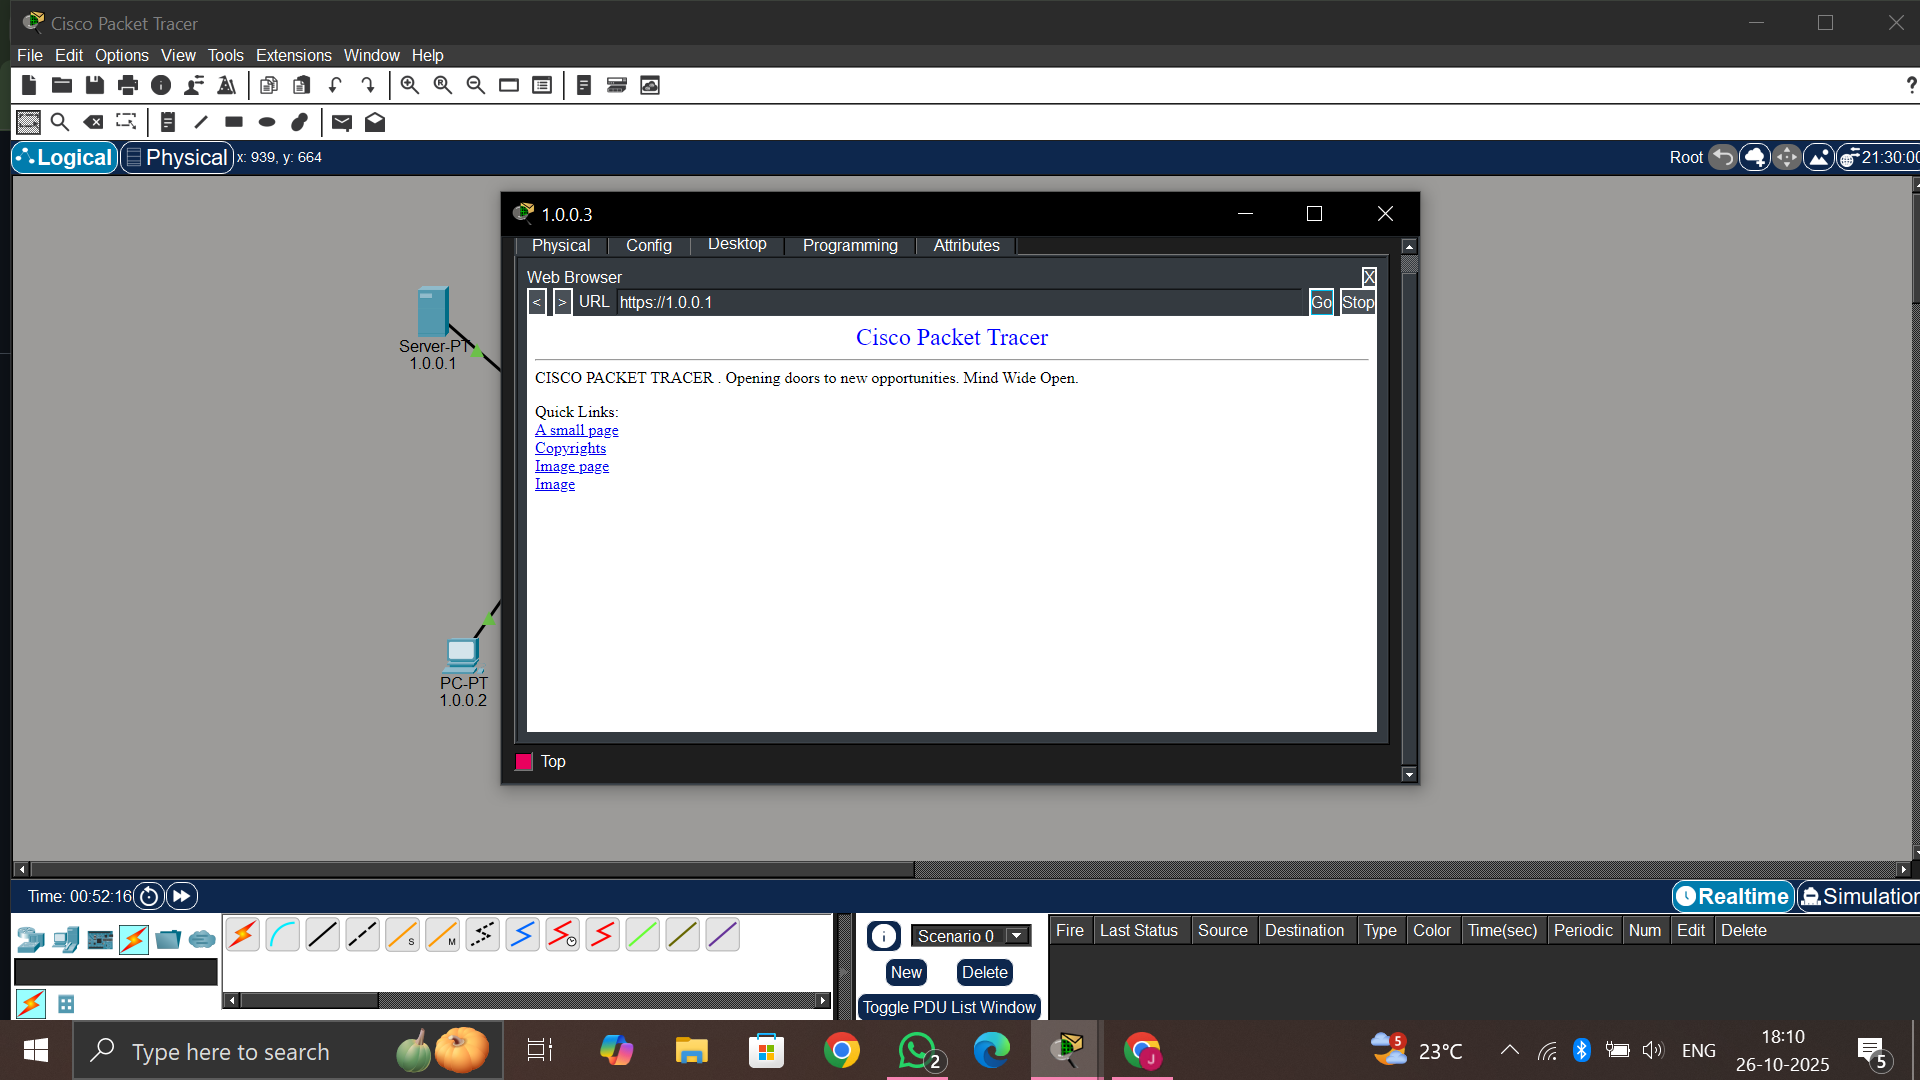 Cisco Packet Tracer
File Edit Options View Tools Extensions Window Help
?
Logical Physical x: 939, y: 664 Root 21:30:00
1.0.0.3
Physical Config Desktop Programming Attributes
Web Browser X
< > URL https://1.0.0.1 Go Stop
Cisco Packet Tracer
CISCO PACKET TRACER . Opening doors to new opportunities. Mind Wide Open.
Quick Links:
A small page
Copyrights
Image page
Image
Top
Server-PT
1.0.0.1
PC-PT
1.0.0.2
Time: 00:52:16 Realtime Simulation
S M
Scenario 0
New Delete
Toggle PDU List Window
Fire Last Status Source Destination Type Color Time(sec) Periodic Num Edit Delete
Type here to search
2
J
5
23°C
ENG
18:10
26-10-2025
5